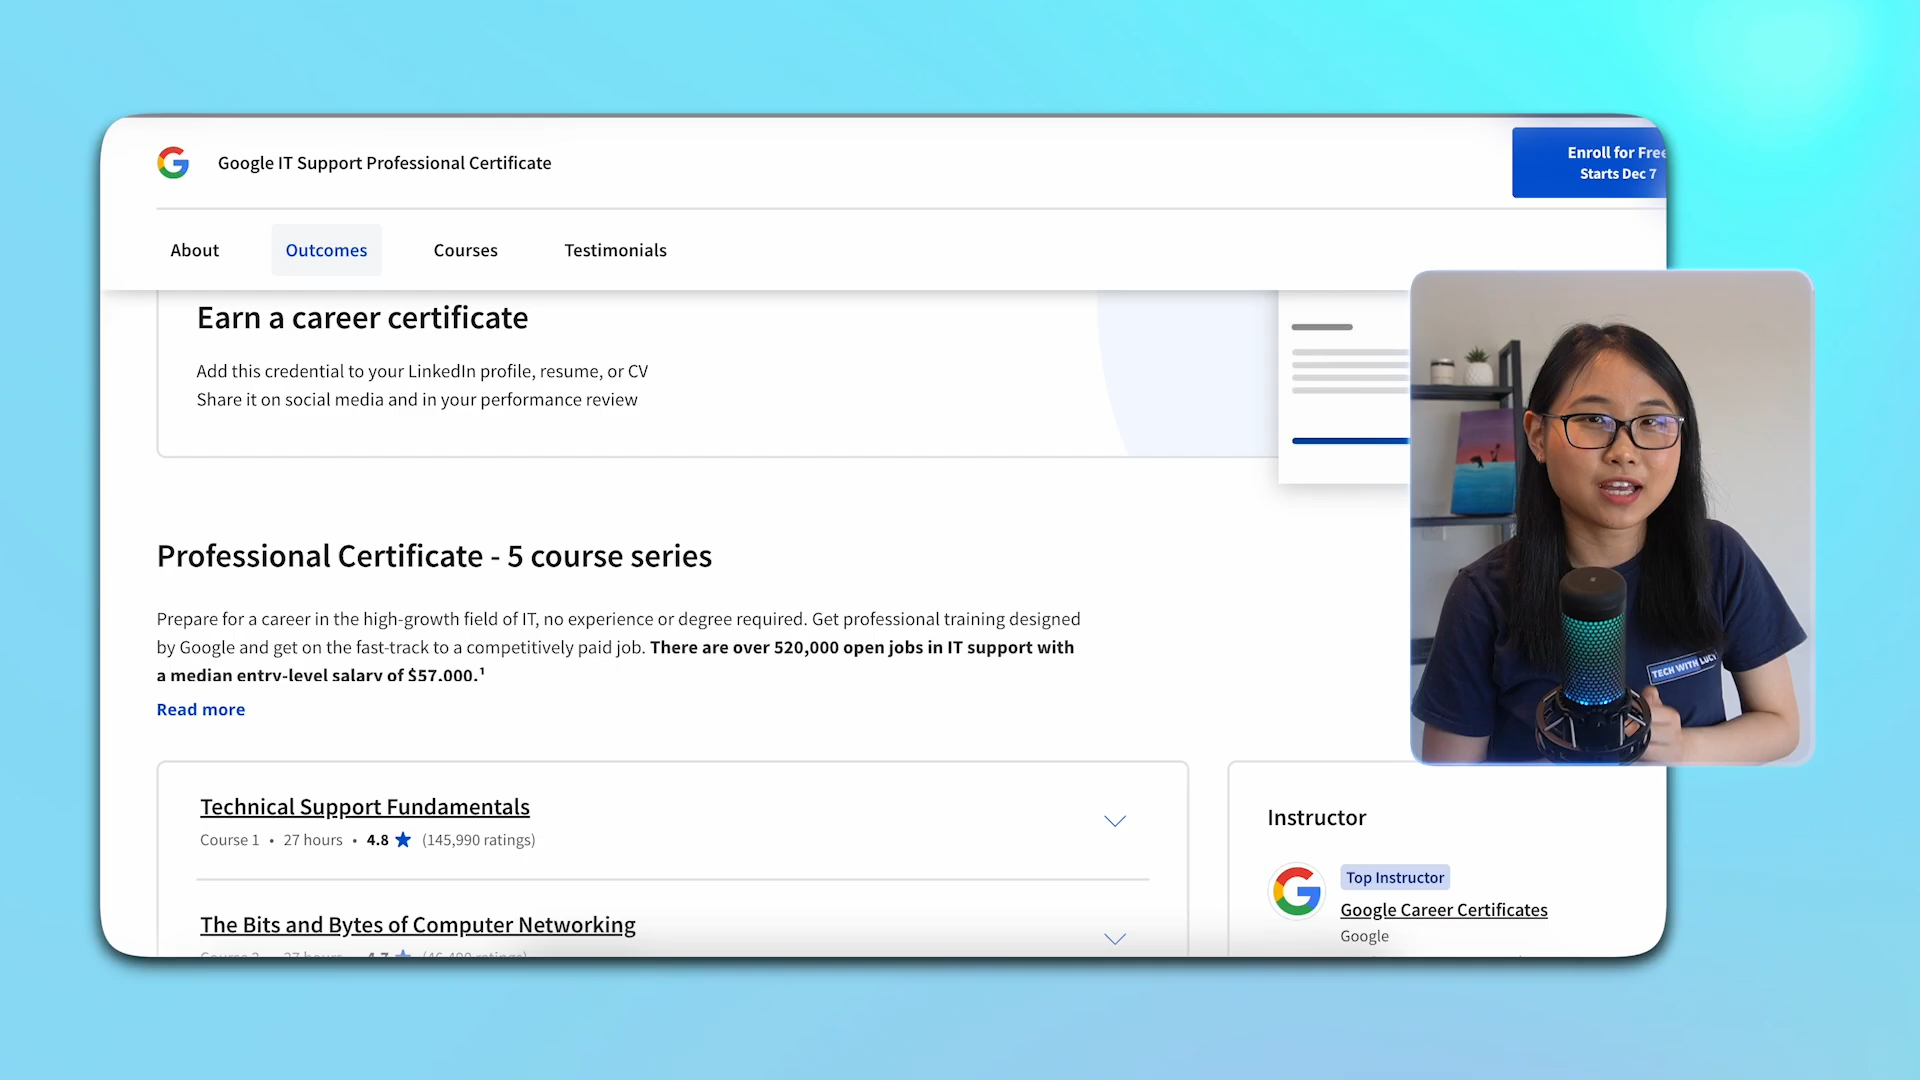 Google IT Support Professional Certificate
Enroll for Free
Starts Dec 7
About
Outcomes
Courses
Testimonials
Earn a career certificate
Add this credential to your LinkedIn profile, resume, or CV
Share it on social media and in your performance review
Professional Certificate - 5 course series
Prepare for a career in the high-growth field of IT, no experience or degree required. Get professional training designed
by Google and get on the fast-track to a competitively paid job. There are over 520,000 open jobs in IT support with
a median entry-level salary of $57,000.¹
Read more
TECH WITH LUCY
Technical Support Fundamentals
Course 1 • 27 hours • 4.8 ★ (145,990 ratings)
The Bits and Bytes of Computer Networking
Instructor
Top Instructor
Google Career Certificates
Google